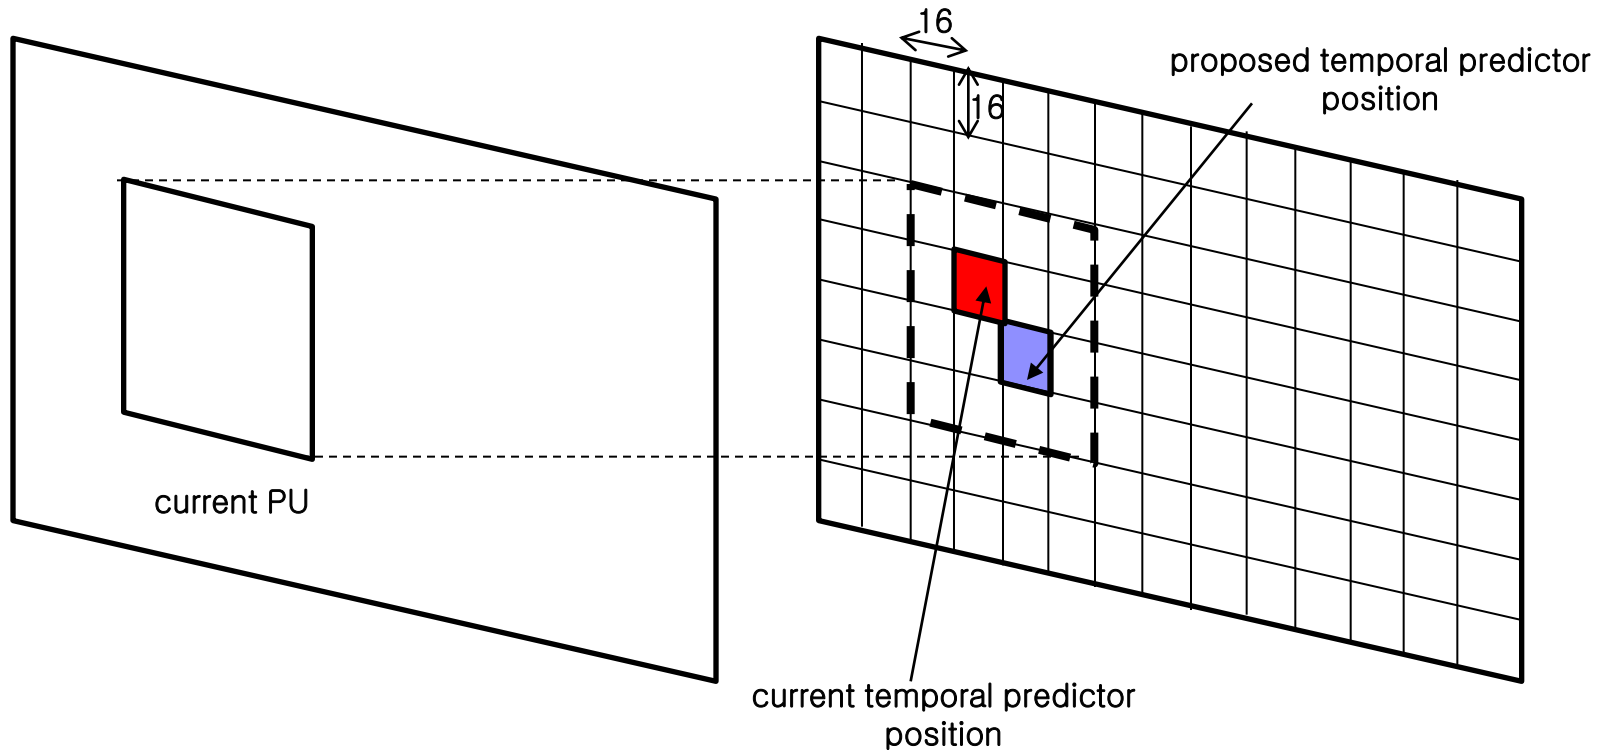 16
16
proposed temporal predictor
position
current PU
current temporal predictor
position